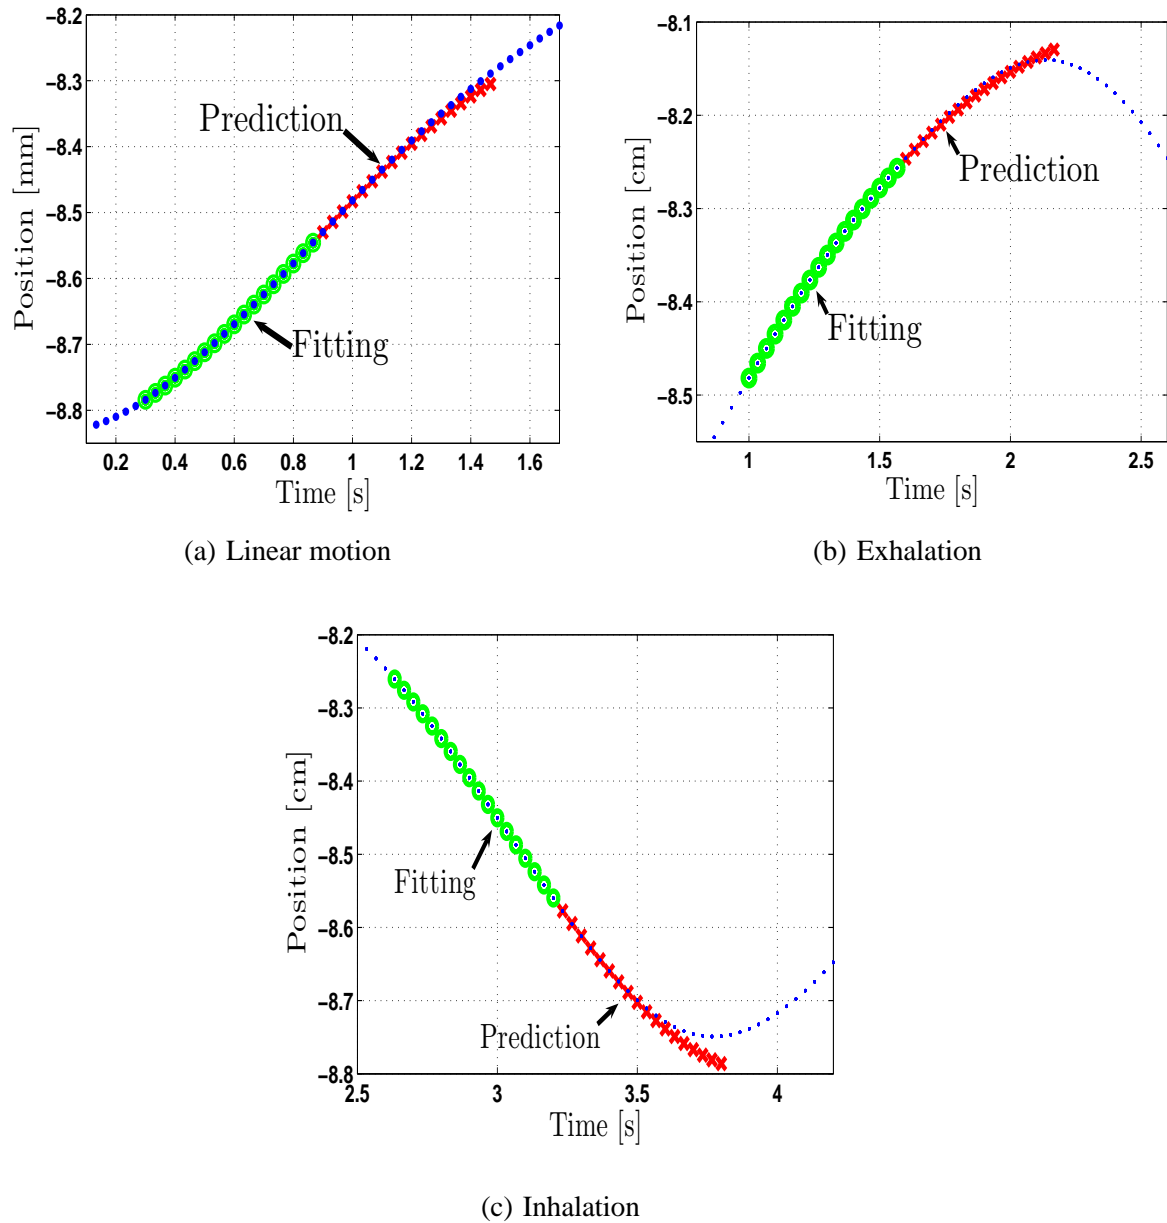 −8.2
−8.3
−8.4
−8.5
−8.6
−8.7
−8.8
Position [mm]
Prediction
Fitting
0.2 0.4 0.6 0.8 1 1.2 1.4 1.6
Time [s]
(a) Linear motion
−8.1
−8.2
−8.3
−8.4
−8.5
Position [cm]
Prediction
Fitting
1 1.5 2 2.5
Time [s]
(b) Exhalation
−8.2
−8.3
−8.4
−8.5
−8.6
−8.7
−8.8
Position [cm]
Fitting
Prediction
2.5 3 3.5 4
Time [s]
(c) Inhalation